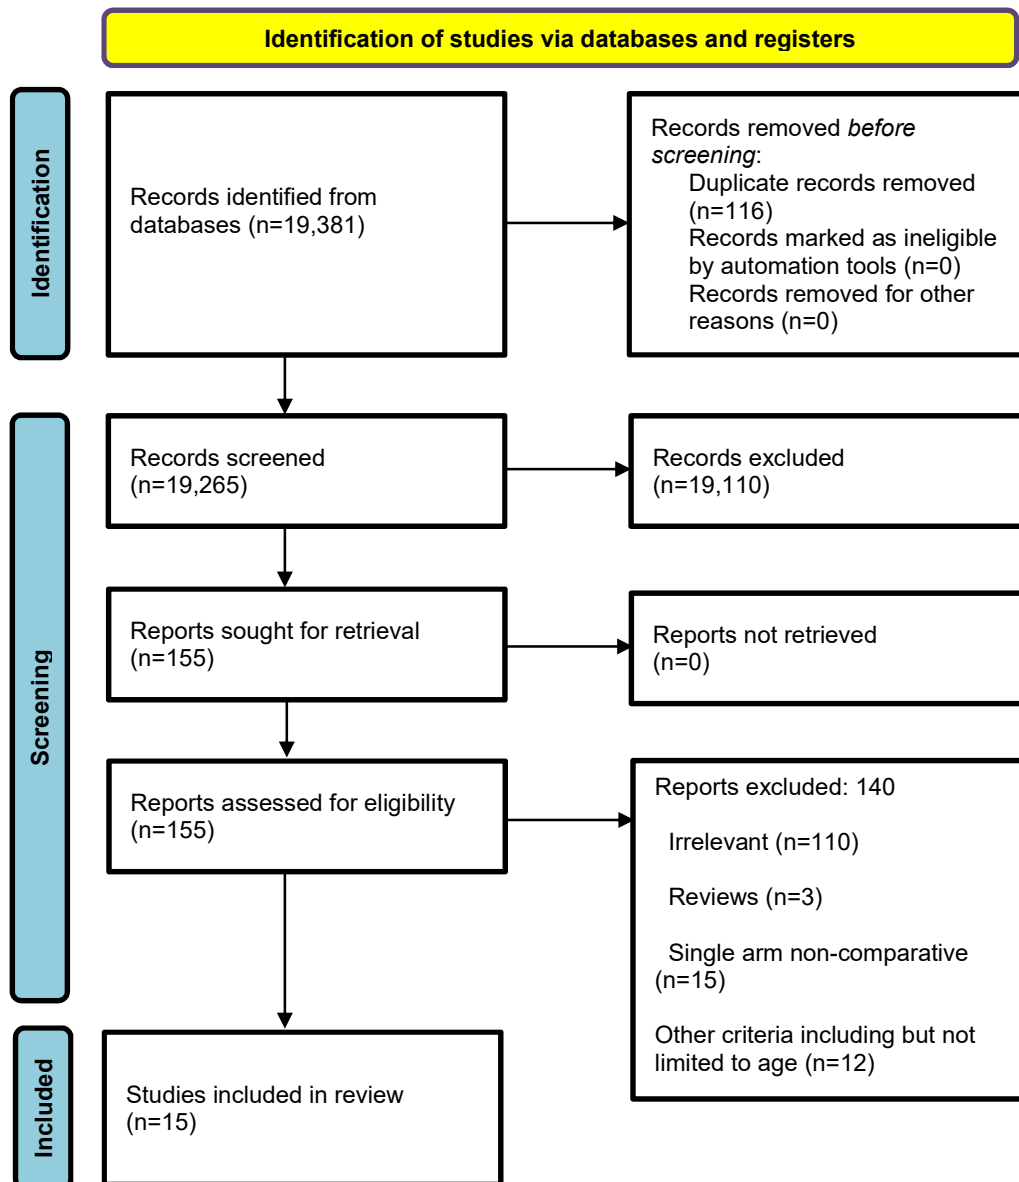 Identification of studies via databases and registers
Identification
Records identified from
databases (n=19,381)
Records removed before
screening:
Duplicate records removed
(n=116)
Records marked as ineligible
by automation tools (n=0)
Records removed for other
reasons (n=0)
Screening
Records screened
(n=19,265)
Records excluded
(n=19,110)
Reports sought for retrieval
(n=155)
Reports not retrieved
(n=0)
Reports assessed for eligibility
(n=155)
Reports excluded: 140
Irrelevant (n=110)
Reviews (n=3)
Single arm non-comparative
(n=15)
Other criteria including but not
limited to age (n=12)
Included
Studies included in review
(n=15)